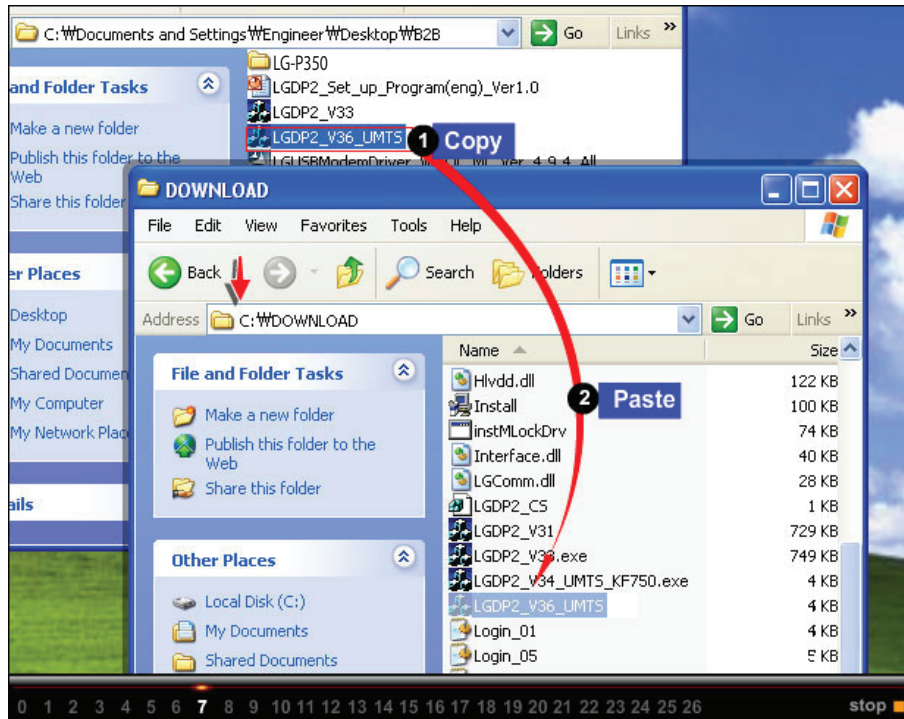 C:₩Documents and Settings₩Engineer₩Desktop₩B2B Go Links »
LG-P350
and Folder Tasks LGDP2_Set_up_Program(eng)_Ver1.0
LGDP2_V33
Make a new folder LGDP2_V36_UMTS 1 Copy
Publish this folder to the
Web
Share this folder
DOWNLOAD
File Edit View Favorites Tools Help
Back Search Folders
er Places
Address C:₩DOWNLOAD Go Links »
Desktop
My Documents
Shared Documen
My Computer
My Network Plac
ails
Name Size
File and Folder Tasks
Make a new folder
Publish this folder to the
Web
Share this folder
Other Places
Local Disk (C:)
My Documents
Shared Documents
Hlvdd.dll 122 KB
Install 100 KB
2 Paste
instMLockDrv 74 KB
Interface.dll 40 KB
LGComm.dll 28 KB
LGDP2_CS 1 KB
LGDP2_V31 729 KB
LGDP2_V33.exe 749 KB
LGDP2_V34_UMTS_KF750.exe 4 KB
LGDP2_V36_UMTS 4 KB
Login_01 4 KB
Login_05 5 KB
0 1 2 3 4 5 6 7 8 9 10 11 12 13 14 15 16 17 18 19 20 21 22 23 24 25 26 stop